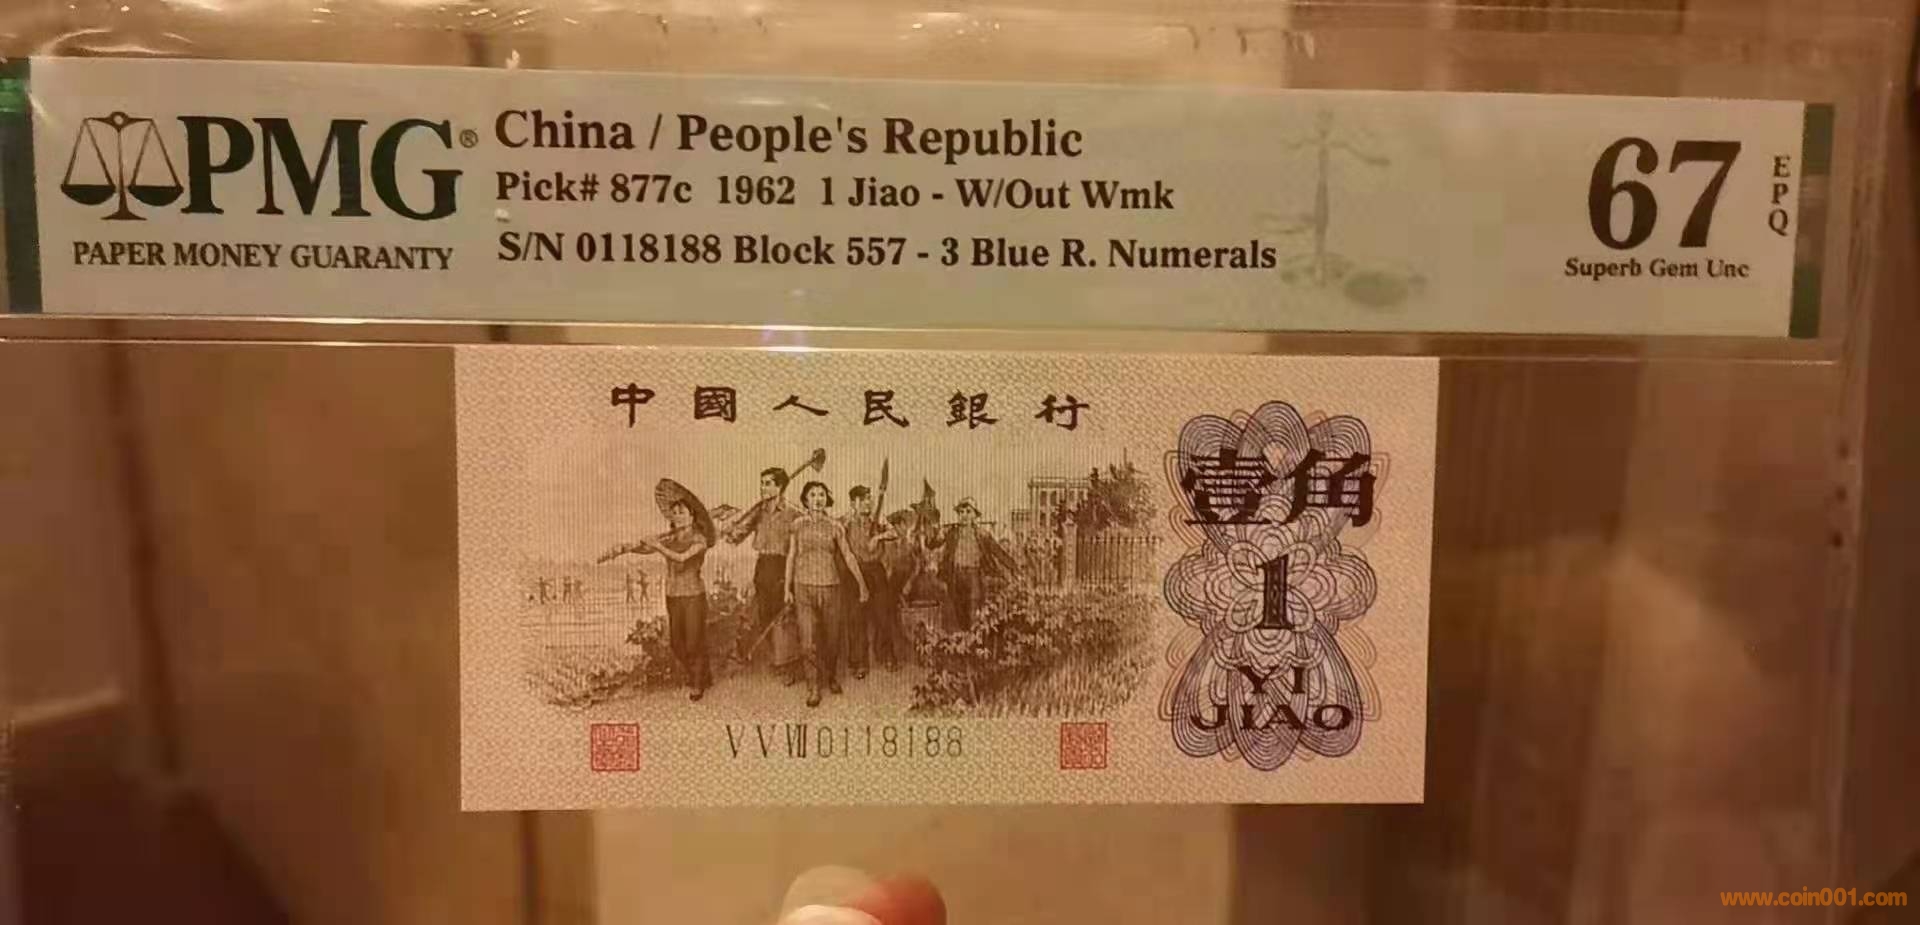 PMG®
PAPER MONEY GUARANTY
China / People's Republic
Pick# 877c 1962 1 Jiao - W/Out Wmk
S/N 0118188 Block 557 - 3 Blue R. Numerals
67
EPQ
Superb Gem Unc
中國人民銀行
壹角
1
YI
JIAO
V V VII 0118188
www.coin001.com